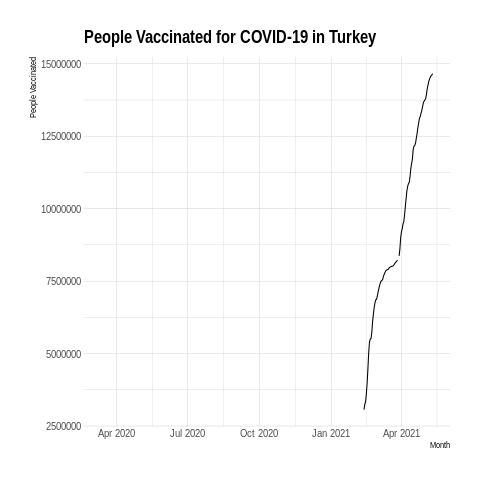 People Vaccinated for COVID-19 in Turkey
People Vaccinated
15000000
12500000
10000000
7500000
5000000
2500000
Apr 2020 Jul 2020 Oct 2020 Jan 2021 Apr 2021
Month